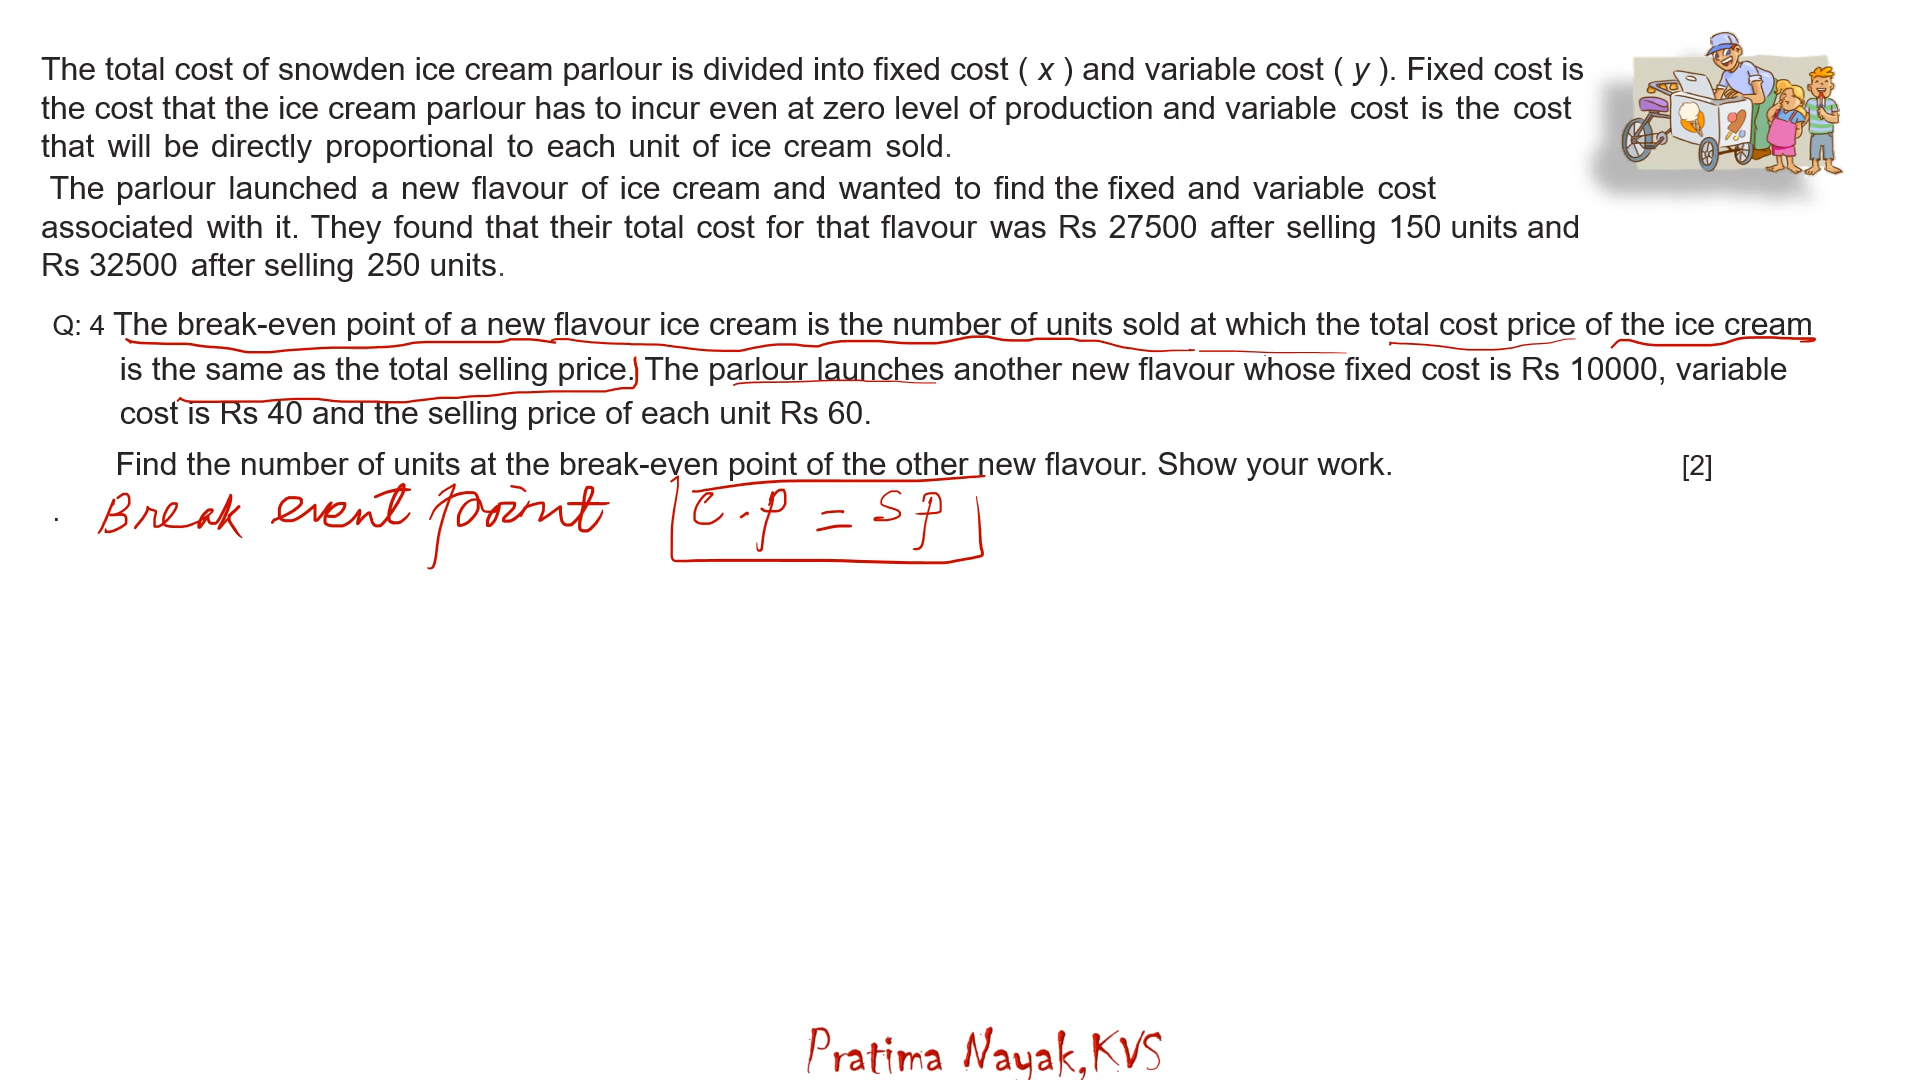 The total cost of snowden ice cream parlour is divided into fixed cost ( x ) and variable cost ( y ). Fixed cost is
the cost that the ice cream parlour has to incur even at zero level of production and variable cost is the cost
that will be directly proportional to each unit of ice cream sold.
The parlour launched a new flavour of ice cream and wanted to find the fixed and variable cost
associated with it. They found that their total cost for that flavour was Rs 27500 after selling 150 units and
Rs 32500 after selling 250 units.
Q: 4 The break-even point of a new flavour ice cream is the number of units sold at which the total cost price of the ice cream
is the same as the total selling price. The parlour launches another new flavour whose fixed cost is Rs 10000, variable
cost is Rs 40 and the selling price of each unit Rs 60.
Find the number of units at the break-even point of the other new flavour. Show your work. [2]
. Break event point C.P = SP
Pratima Nayak,KVS